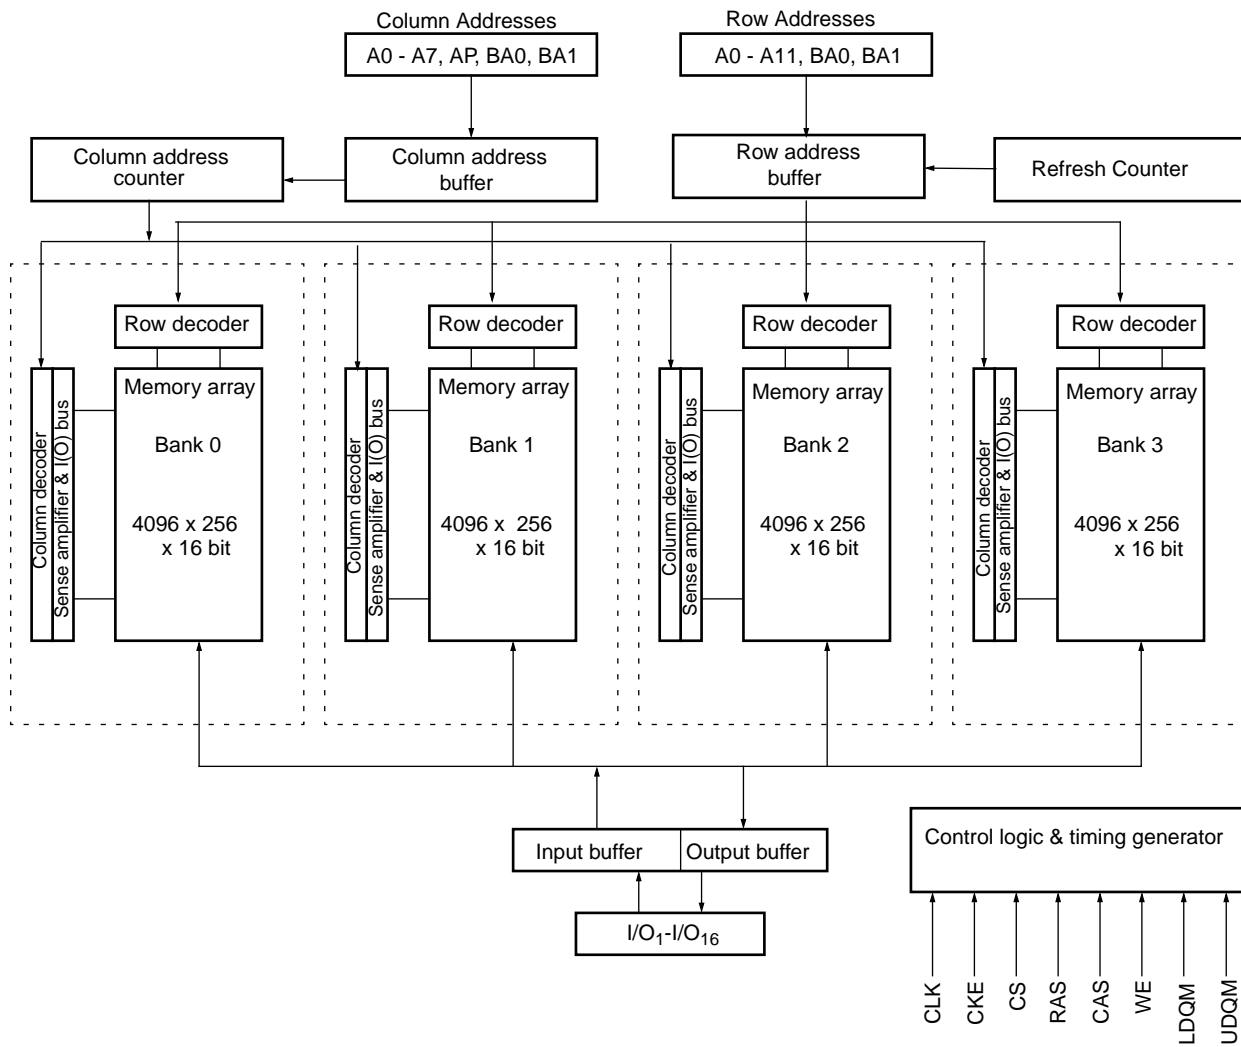 Column Addresses
Row Addresses
A0 - A7, AP, BA0, BA1
A0 - A11, BA0, BA1
Column address
counter
Column address
buffer
Row address
buffer
Refresh Counter
Row decoder
Row decoder
Row decoder
Row decoder
Column decoder
Sense amplifier & I(O) bus
Memory array
Bank 0
4096 x 256
x 16 bit
Column decoder
Sense amplifier & I(O) bus
Memory array
Bank 1
4096 x 256
x 16 bit
Column decoder
Sense amplifier & I(O) bus
Memory array
Bank 2
4096 x 256
x 16 bit
Column decoder
Sense amplifier & I(O) bus
Memory array
Bank 3
4096 x 256
x 16 bit
Input buffer
Output buffer
I/O1-I/O16
Control logic & timing generator
CLK
CKE
CS
RAS
CAS
WE
LDQM
UDQM